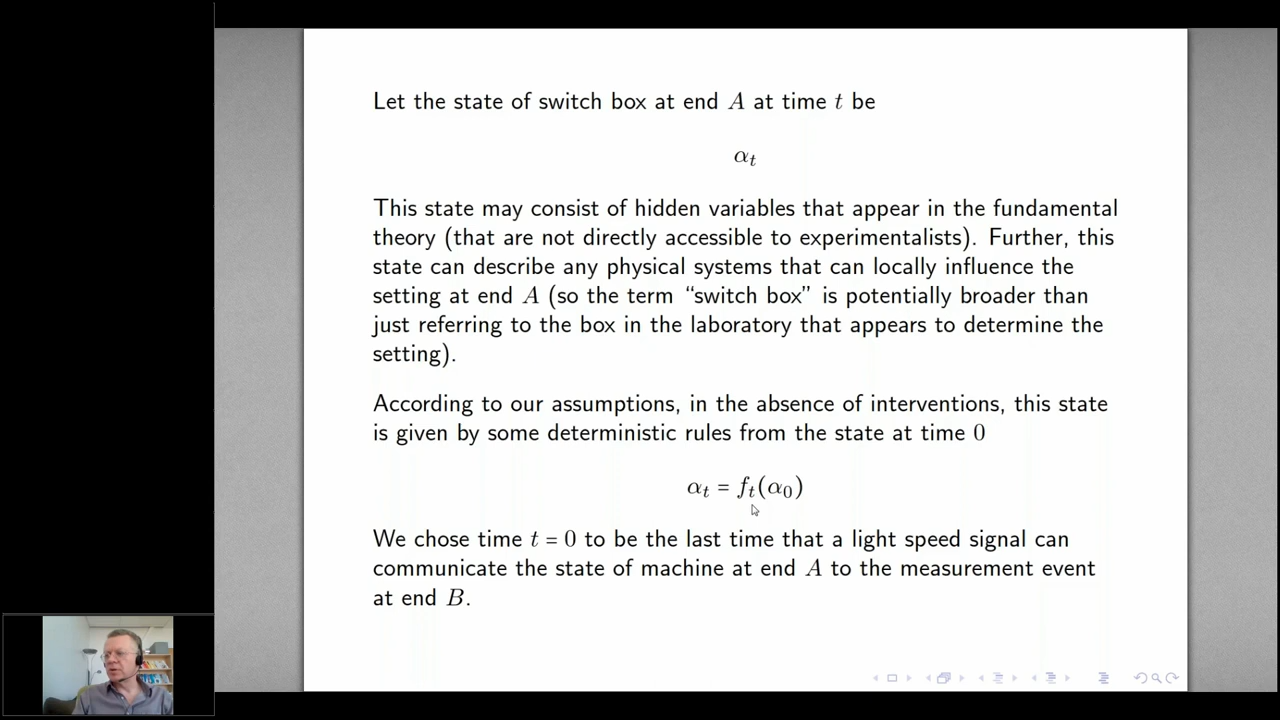 Let the state of switch box at end A at time t be
αₜ
This state may consist of hidden variables that appear in the fundamental
theory (that are not directly accessible to experimentalists). Further, this
state can describe any physical systems that can locally influence the
setting at end A (so the term “switch box” is potentially broader than
just referring to the box in the laboratory that appears to determine the
setting).
According to our assumptions, in the absence of interventions, this state
is given by some deterministic rules from the state at time 0
αₜ = fₜ(α₀)
We chose time t = 0 to be the last time that a light speed signal can
communicate the state of machine at end A to the measurement event
at end B.